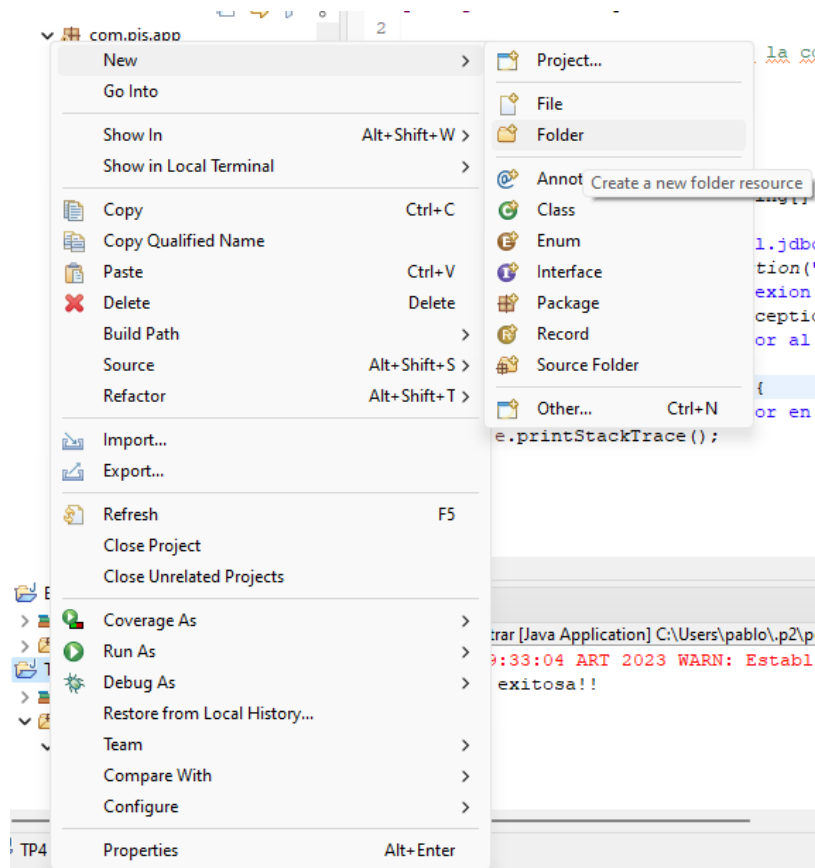 com.pis.app
2
New
Go Into
Show In Alt+Shift+W
Show in Local Terminal
Copy Ctrl+C
Copy Qualified Name
Paste Ctrl+V
Delete Delete
Build Path
Source Alt+Shift+S
Refactor Alt+Shift+T
Import...
Export...
Refresh F5
Close Project
Close Unrelated Projects
Coverage As
Run As
Debug As
Restore from Local History...
Team
Compare With
Configure
Properties Alt+Enter
Project...
File
Folder
Annot
Create a new folder resource
Class
Enum
Interface
Package
Record
Source Folder
Other... Ctrl+N
la co
l.jdbc
tion("
exion
ceptio
or al
{
or en
e.printStackTrace();
trar [Java Application] C:\Users\pablo\.p2\p
9:33:04 ART 2023 WARN: Establ
exitosa!!
TP4